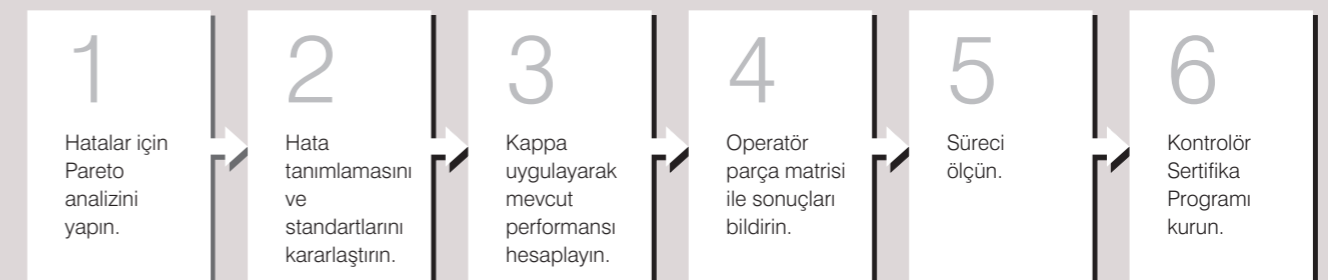 1
Hatalar için
Pareto
analizini
yapın.
2
Hata
tanımlamasını
ve
standartlarını
kararlaştırın.
3
Kappa
uygulayarak
mevcut
performansı
hesaplayın.
4
Operatör
parça matrisi
ile sonuçları
bildirin.
5
Süreci
ölçün.
6
Kontrolör
Sertifika
Programı
kurun.